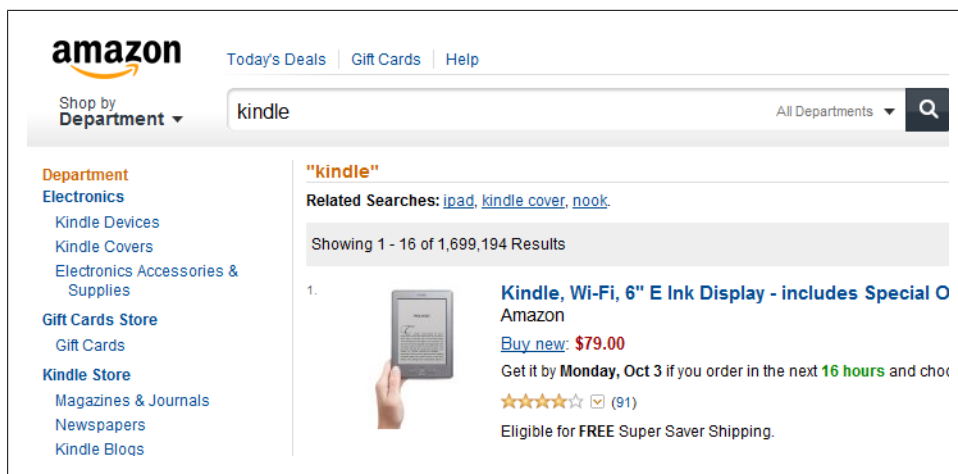 amazon
Today's Deals Gift Cards Help
Shop by
Department
kindle
All Departments
Department
Electronics
Kindle Devices
Kindle Covers
Electronics Accessories &
Supplies
Gift Cards Store
Gift Cards
Kindle Store
Magazines & Journals
Newspapers
Kindle Blogs
"kindle"
Related Searches: ipad, kindle cover, nook.
Showing 1 - 16 of 1,699,194 Results
1.
Kindle, Wi-Fi, 6" E Ink Display - includes Special O
Amazon
Buy new: $79.00
Get it by Monday, Oct 3 if you order in the next 16 hours and choo
(91)
Eligible for FREE Super Saver Shipping.